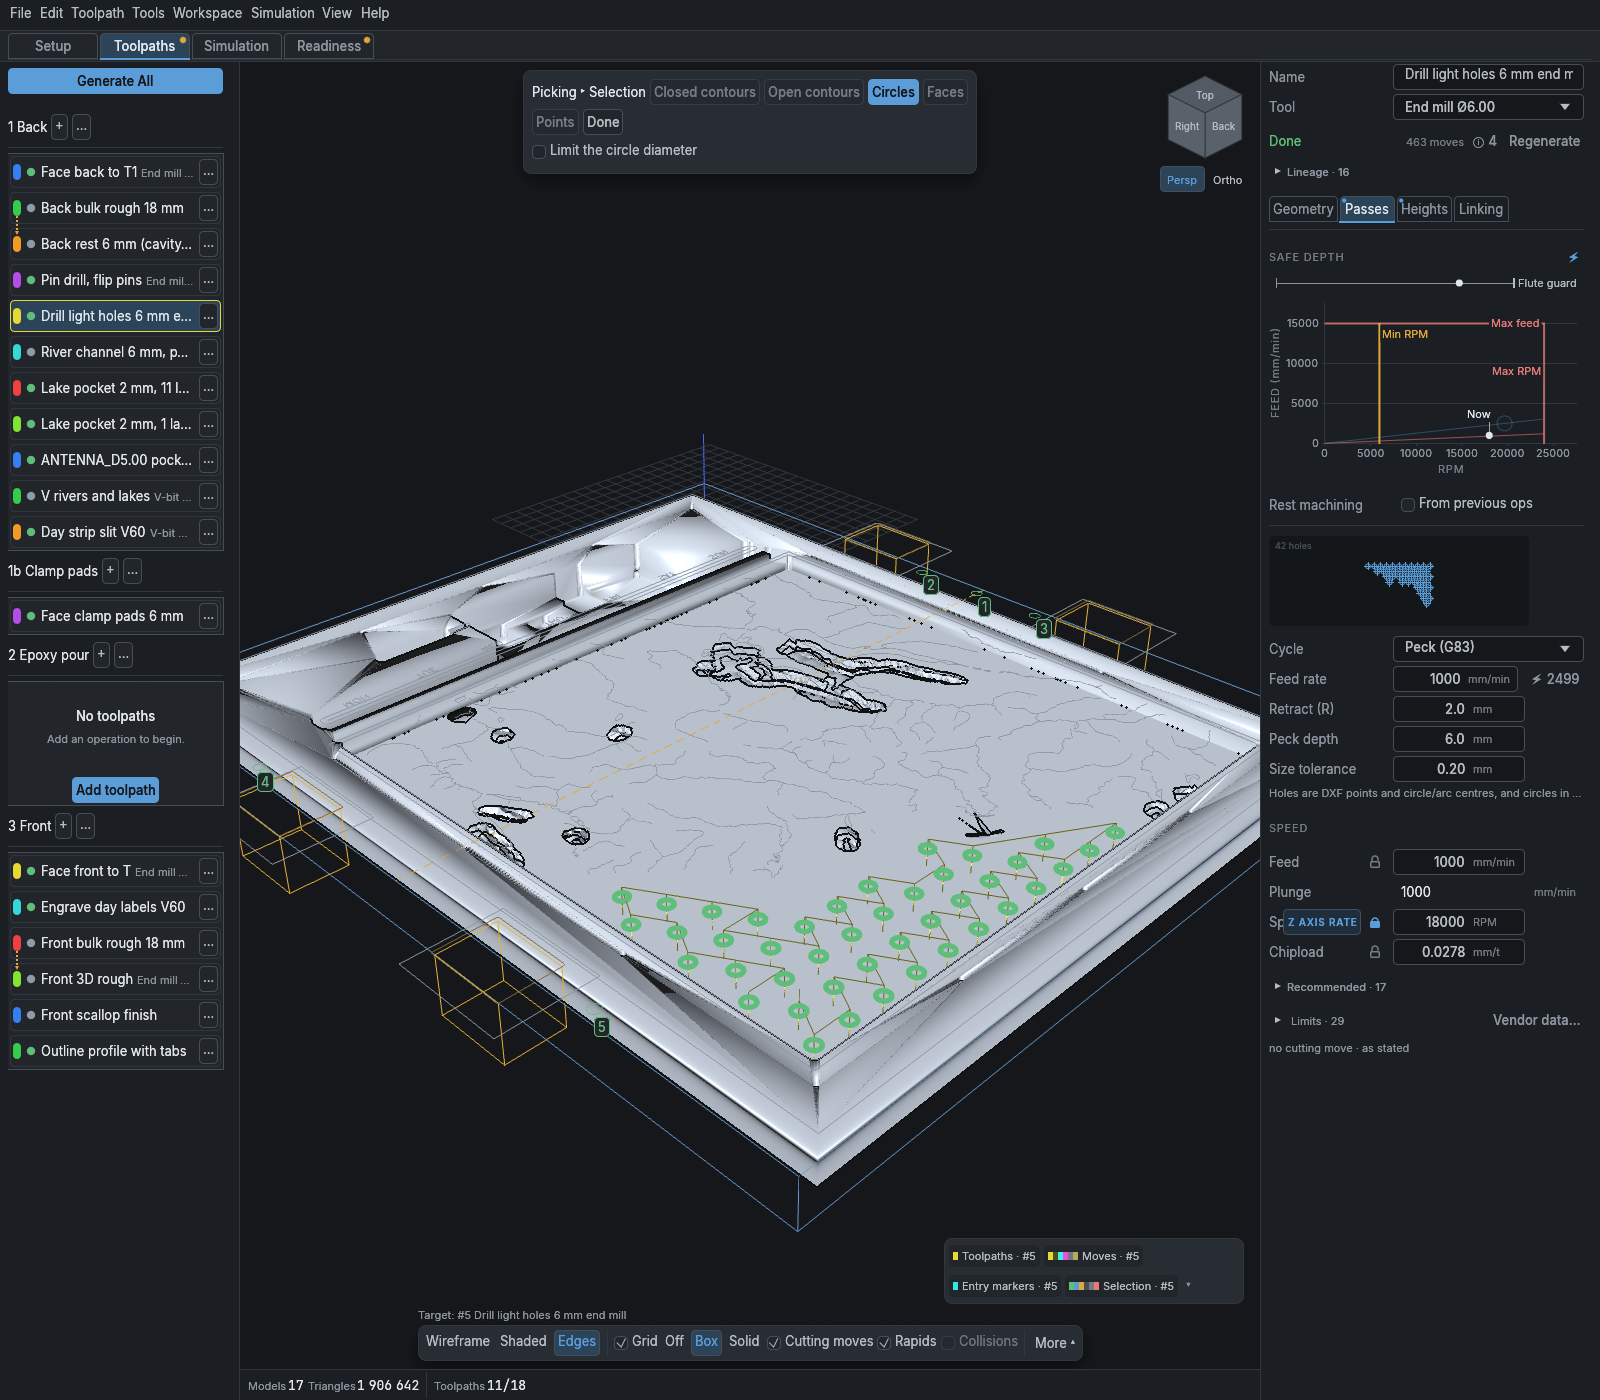 File Edit Toolpath Tools Workspace Simulation View Help
Setup Toolpaths Simulation Readiness
Generate All
1 Back + ...
Face back to T1 End mill ... ...
Back bulk rough 18 mm ...
Back rest 6 mm (cavity... ...
Pin drill, flip pins End mil... ...
Drill light holes 6 mm e... ...
River channel 6 mm, p... ...
Lake pocket 2 mm, 11 l... ...
Lake pocket 2 mm, 1 la... ...
ANTENNA_D5.00 pock... ...
V rivers and lakes V-bit ... ...
Day strip slit V60 V-bit ... ...
1b Clamp pads + ...
Face clamp pads 6 mm ...
2 Epoxy pour + ...
No toolpaths
Add an operation to begin.
Add toolpath
3 Front + ...
Face front to T End mill ... ...
Engrave day labels V60 ...
Front bulk rough 18 mm ...
Front 3D rough End mill ... ...
Front scallop finish ...
Outline profile with tabs ...
Picking ‣ Selection Closed contours Open contours Circles Faces
Points Done
Limit the circle diameter
Top
Right Back
Persp Ortho
2
1
3
4
5
Toolpaths · #5 Moves · #5
Entry markers · #5 Selection · #5
Target: #5 Drill light holes 6 mm end mill
Wireframe Shaded Edges Grid Off Box Solid Cutting moves Rapids Collisions More
Models 17 Triangles 1 906 642 Toolpaths 11/18
Name Drill light holes 6 mm end m
Tool End mill Ø6.00
Done 463 moves 4 Regenerate
Lineage · 16
Geometry Passes Heights Linking
SAFE DEPTH
Flute guard
15000 Max feed
Min RPM
10000
Max RPM
5000
Now
0
0 5000 10000 15000 20000 25000
FEED (mm/min)
RPM
Rest machining From previous ops
42 holes
Cycle Peck (G83)
Feed rate 1000 mm/min 2499
Retract (R) 2.0 mm
Peck depth 6.0 mm
Size tolerance 0.20 mm
Holes are DXF points and circle/arc centres, and circles in ...
SPEED
Feed 1000 mm/min
Plunge 1000 mm/min
Sp Z AXIS RATE 18000 RPM
Chipload 0.0278 mm/t
Recommended · 17
Limits · 29 Vendor data...
no cutting move · as stated